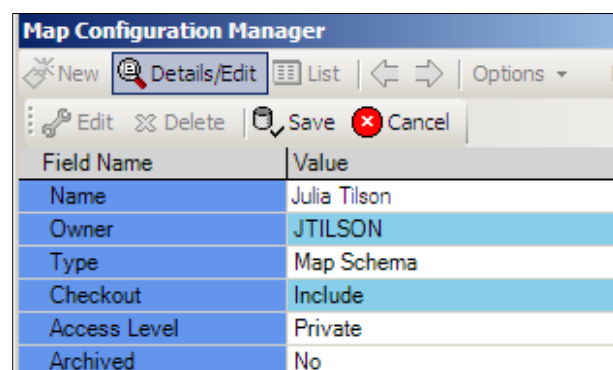 Map Configuration Manager
New Details/Edit List Options
Edit Delete Save Cancel
Field Name Value
Name Julia Tilson
Owner JTILSON
Type Map Schema
Checkout Include
Access Level Private
Archived No